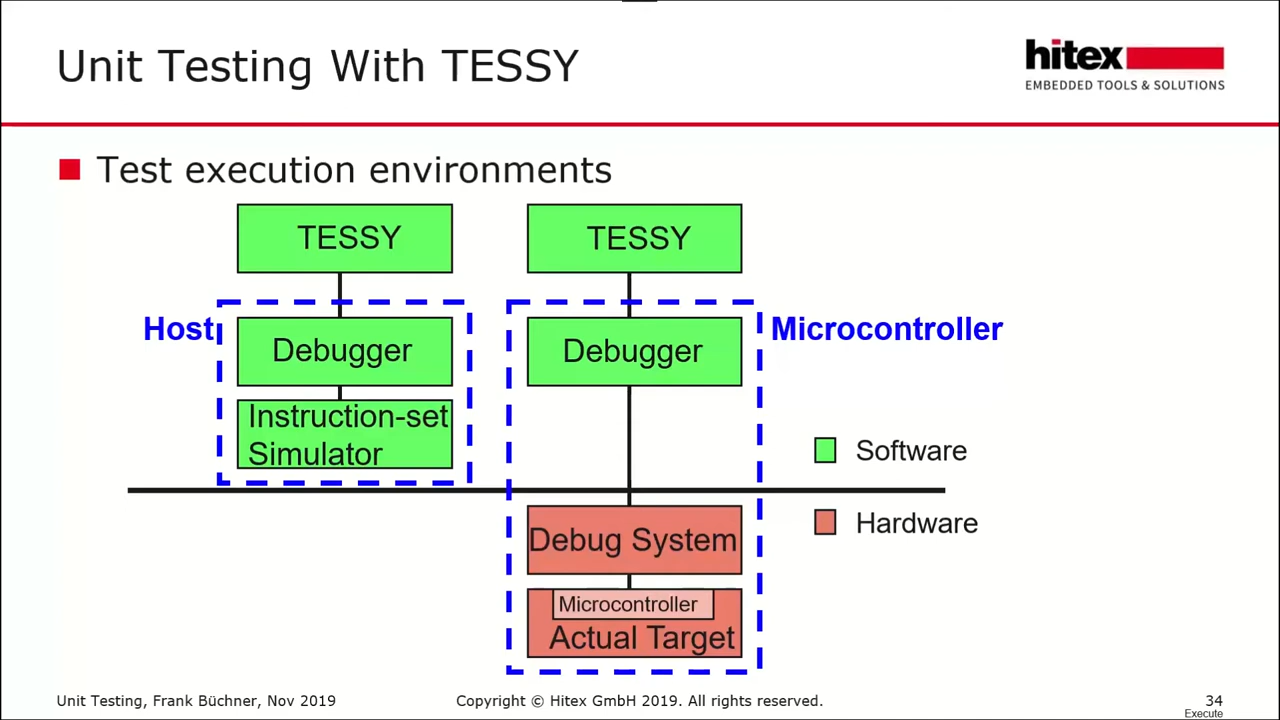 Unit Testing With TESSY
hitex
EMBEDDED TOOLS & SOLUTIONS
Test execution environments
TESSY
TESSY
Host
Debugger
Debugger
Microcontroller
Instruction-set
Simulator
Software
Hardware
Debug System
Microcontroller
Actual Target
Unit Testing, Frank Büchner, Nov 2019
Copyright © Hitex GmbH 2019. All rights reserved.
34
Execute